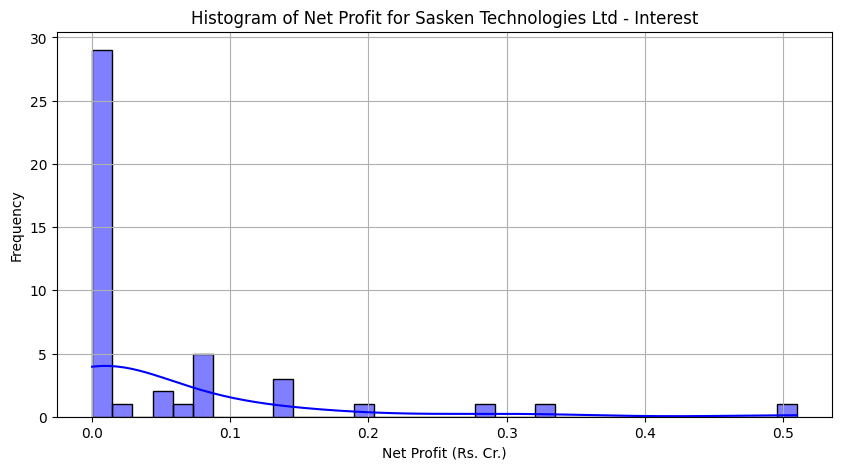 Histogram of Net Profit for Sasken Technologies Ltd - Interest
30
25
20
15
10
5
0
Frequency
0.0 0.1 0.2 0.3 0.4 0.5
Net Profit (Rs. Cr.)